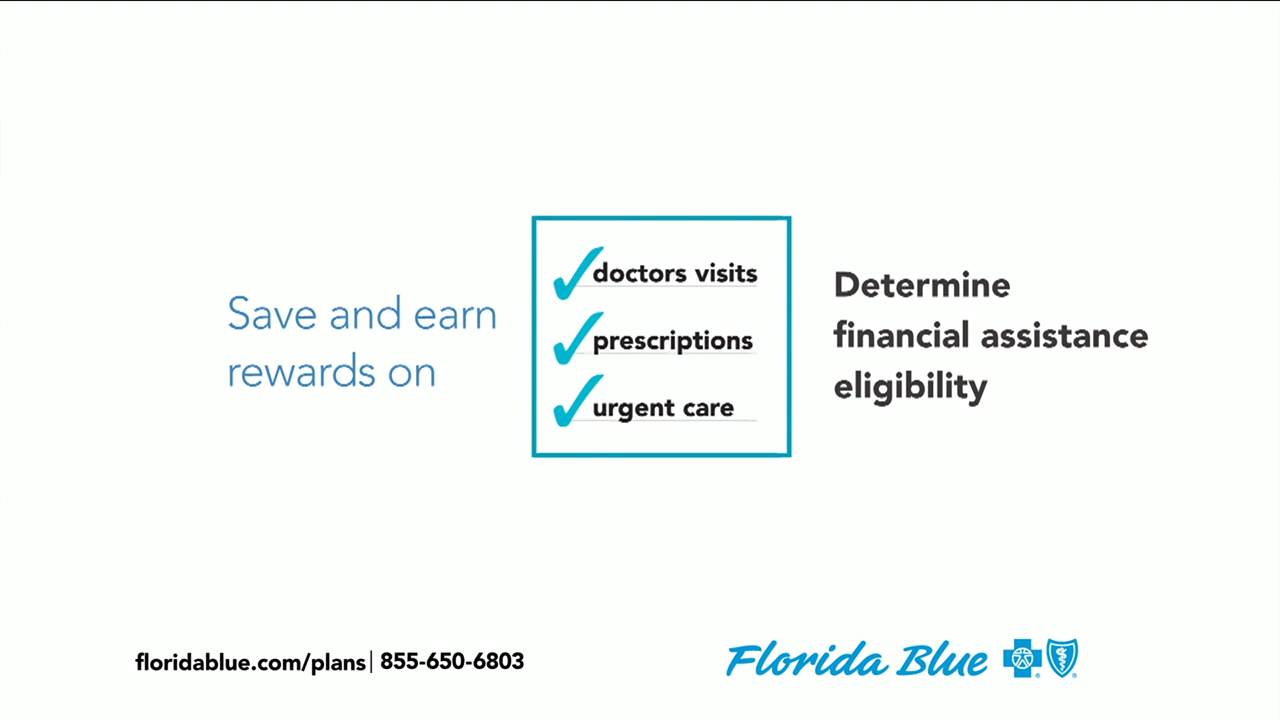 Save and earn
rewards on
doctors visits
prescriptions
urgent care
Determine
financial assistance
eligibility
floridablue.com/plans | 855-650-6803
Florida Blue